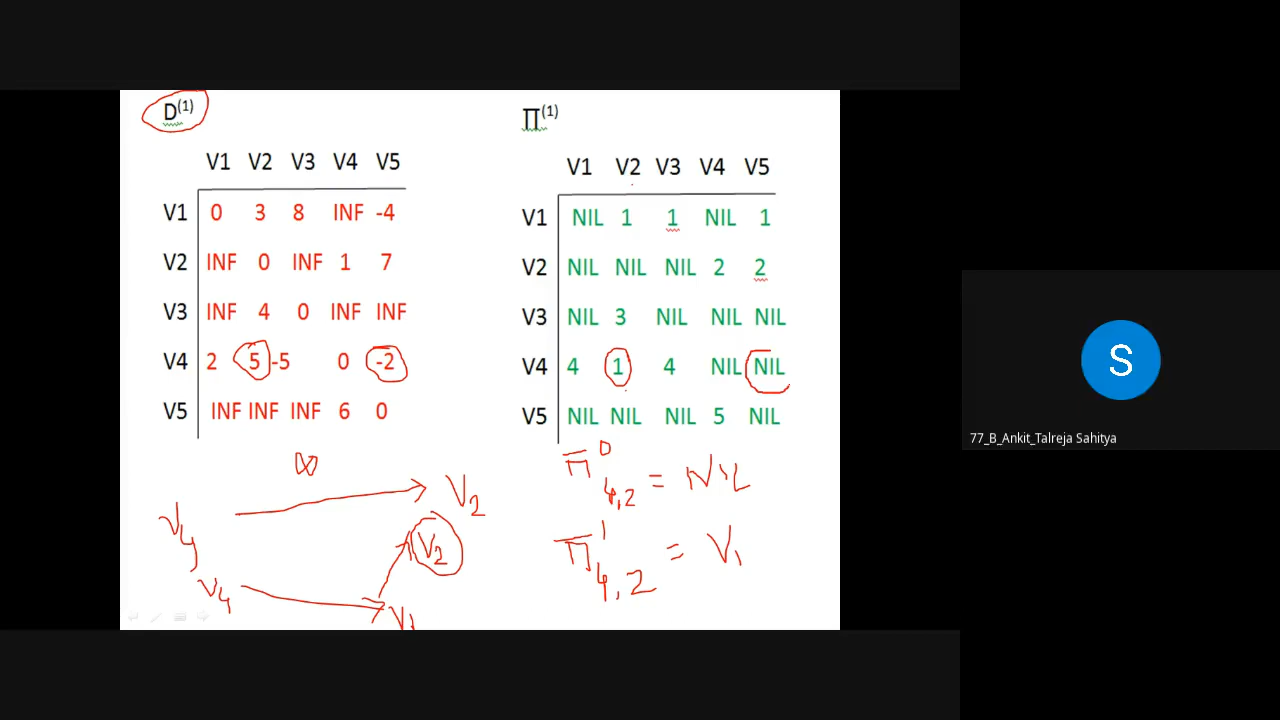 D(1)
V1 V2 V3 V4 V5
V1 0 3 8 INF -4
V2 INF 0 INF 1 7
V3 INF 4 0 INF INF
V4 2 5 -5 0 -2
V5 INF INF INF 6 0
∏(1)
V1 V2 V3 V4 V5
V1 NIL 1 1 NIL 1
V2 NIL NIL NIL 2 2
V3 NIL 3 NIL NIL NIL
V4 4 1 4 NIL NIL
V5 NIL NIL NIL 5 NIL
∞
V4 V2
V2
V4 V1
π0 4,2 = NIL
π1 4,2 = V1
S
77_B_Ankit_Talreja Sahitya